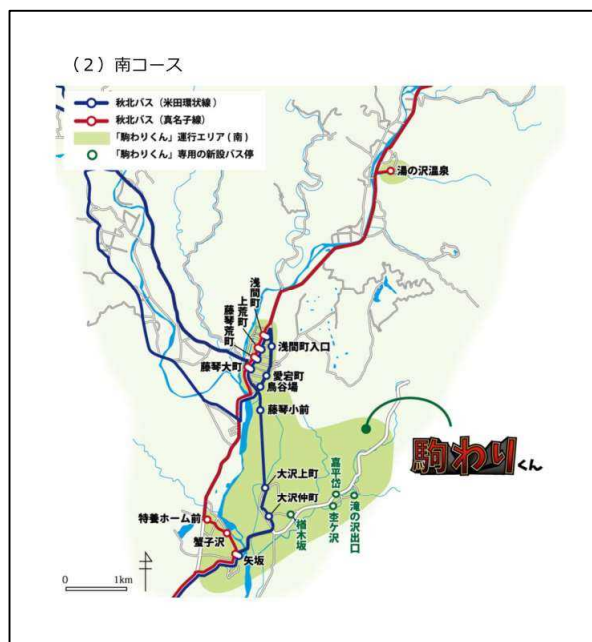 (2)南コース
秋北バス(米田環状線)
秋北バス(真名子線)
「駒わりくん」運行エリア(南)
「駒わりくん」専用の新設バス停
湯の沢温泉
浅間町
上荒町
藤琴荒町
藤琴大町
浅間町入口
愛宕町
鳥谷場
藤琴小前
駒わりくん
大沢上町
大沢仲町
嘉平岱
楢木坂
杢ケ沢
滝の沢出口
特養ホーム前
蟹子沢
矢坂
0 1km